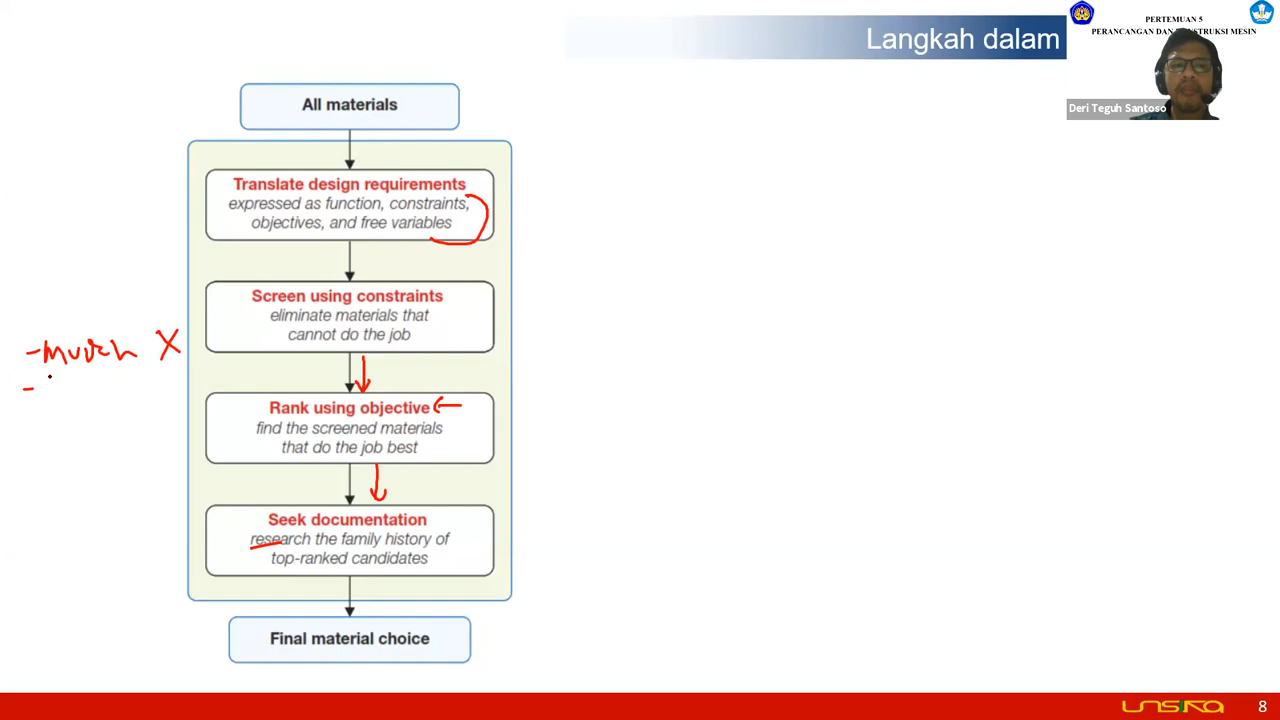 PERTEMUAN 5
Langkah dalam
Deri Teguh Santoso
All materials
Translate design requirements
expressed as function, constraints,
objectives, and free variables
Screen using constraints
eliminate materials that
cannot do the job
X
Rank using objective
find the screened materials
that do the job best
Seek documentation
research the family history of
top-ranked candidates
Final material choice
UNSIKA
8